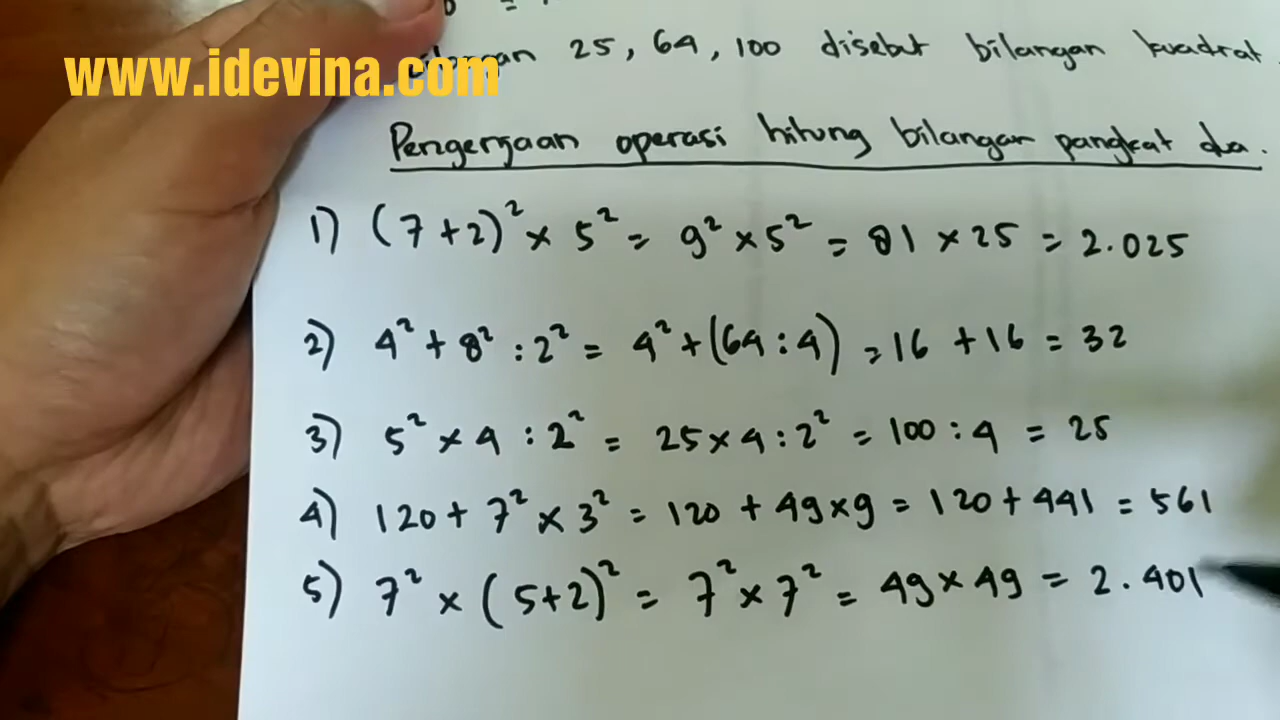 25, 64, 100 disebut bilangan kuadrat.
www.idevina.com
Pengerjaan operasi hitung bilangan pangkat dua.
1) (7+2)² × 5² = 9² × 5² = 81 × 25 = 2.025
2) 4² + 8² : 2² = 4² + (64 : 4) = 16 + 16 = 32
3) 5² × 4 : 2² = 25 × 4 : 2² = 100 : 4 = 25
4) 120 + 7² × 3² = 120 + 49 × 9 = 120 + 441 = 561
5) 7² × (5+2)² = 7² × 7² = 49 × 49 = 2.401